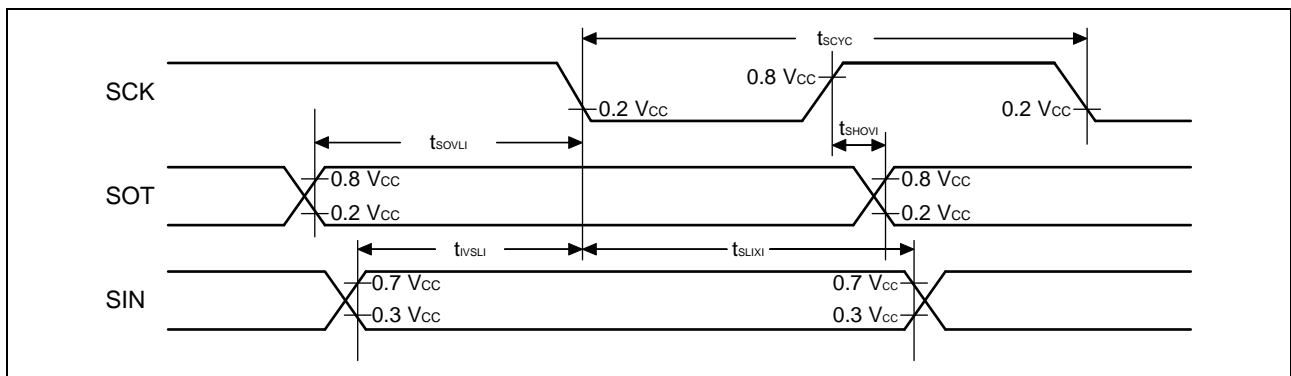 tSCYC
SCK
0.8 VCC
0.2 VCC
0.2 VCC
tSHOVI
tSOVLI
SOT
0.8 VCC
0.8 VCC
0.2 VCC
0.2 VCC
tIVSLI
tSLIXI
SIN
0.7 VCC
0.7 VCC
0.3 VCC
0.3 VCC